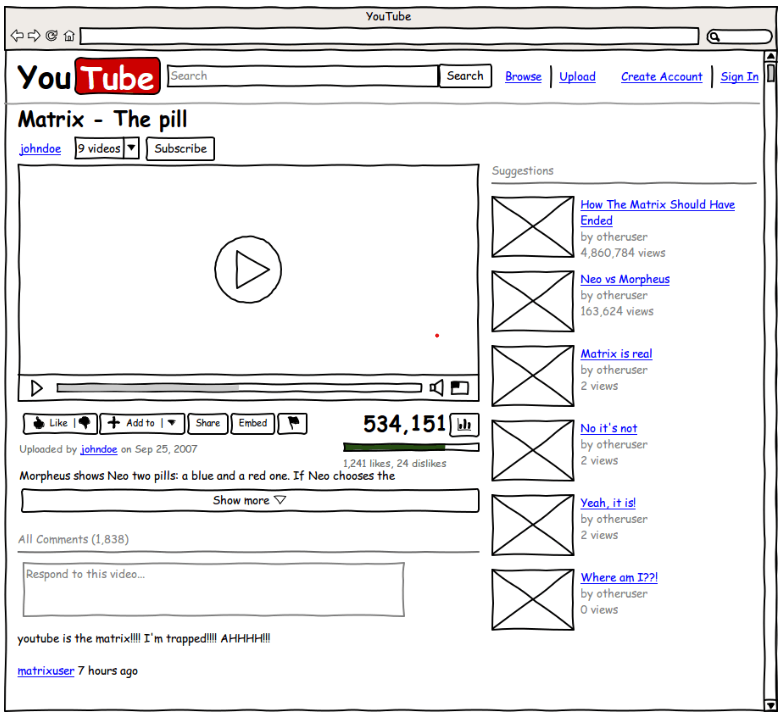 YouTube
YouTube
Search
Search
Browse
Upload
Create Account
Sign In
Matrix - The pill
johndoe
9 videos
Subscribe
Suggestions
How The Matrix Should Have
Ended
by otheruser
4,860,784 views
Neo vs Morpheus
by otheruser
163,624 views
Matrix is real
by otheruser
2 views
No it's not
by otheruser
2 views
Yeah, it is!
by otheruser
2 views
Where am I??!
by otheruser
0 views
Like
Add to
Share
Embed
534,151
Uploaded by johndoe on Sep 25, 2007
1,241 likes, 24 dislikes
Morpheus shows Neo two pills: a blue and a red one. If Neo chooses the
Show more
All Comments (1,838)
Respond to this video...
youtube is the matrix!!!! I'm trapped!!!! AHHHH!!!
matrixuser 7 hours ago